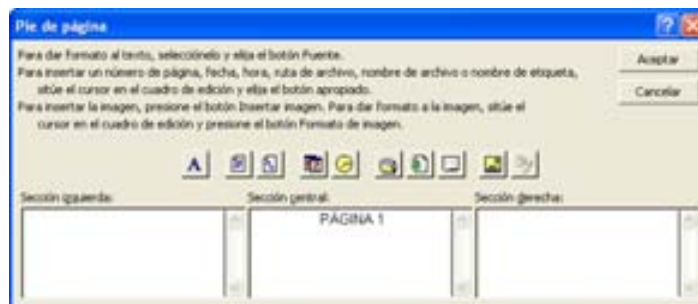 Pie de página
Para dar formato al texto, selecciónelo y elija el botón Fuente.
Para insertar un número de página, fecha, hora, ruta de archivo, nombre de archivo o nombre de etiqueta,
sitúe el cursor en el cuadro de edición y elija el botón apropiado.
Para insertar la imagen, presione el botón Insertar imagen. Para dar formato a la imagen, sitúe el
cursor en el cuadro de edición y presione el botón Formato de imagen.
Aceptar
Cancelar
A
Sección izquierda:
Sección central:
Sección derecha:
PÁGINA 1